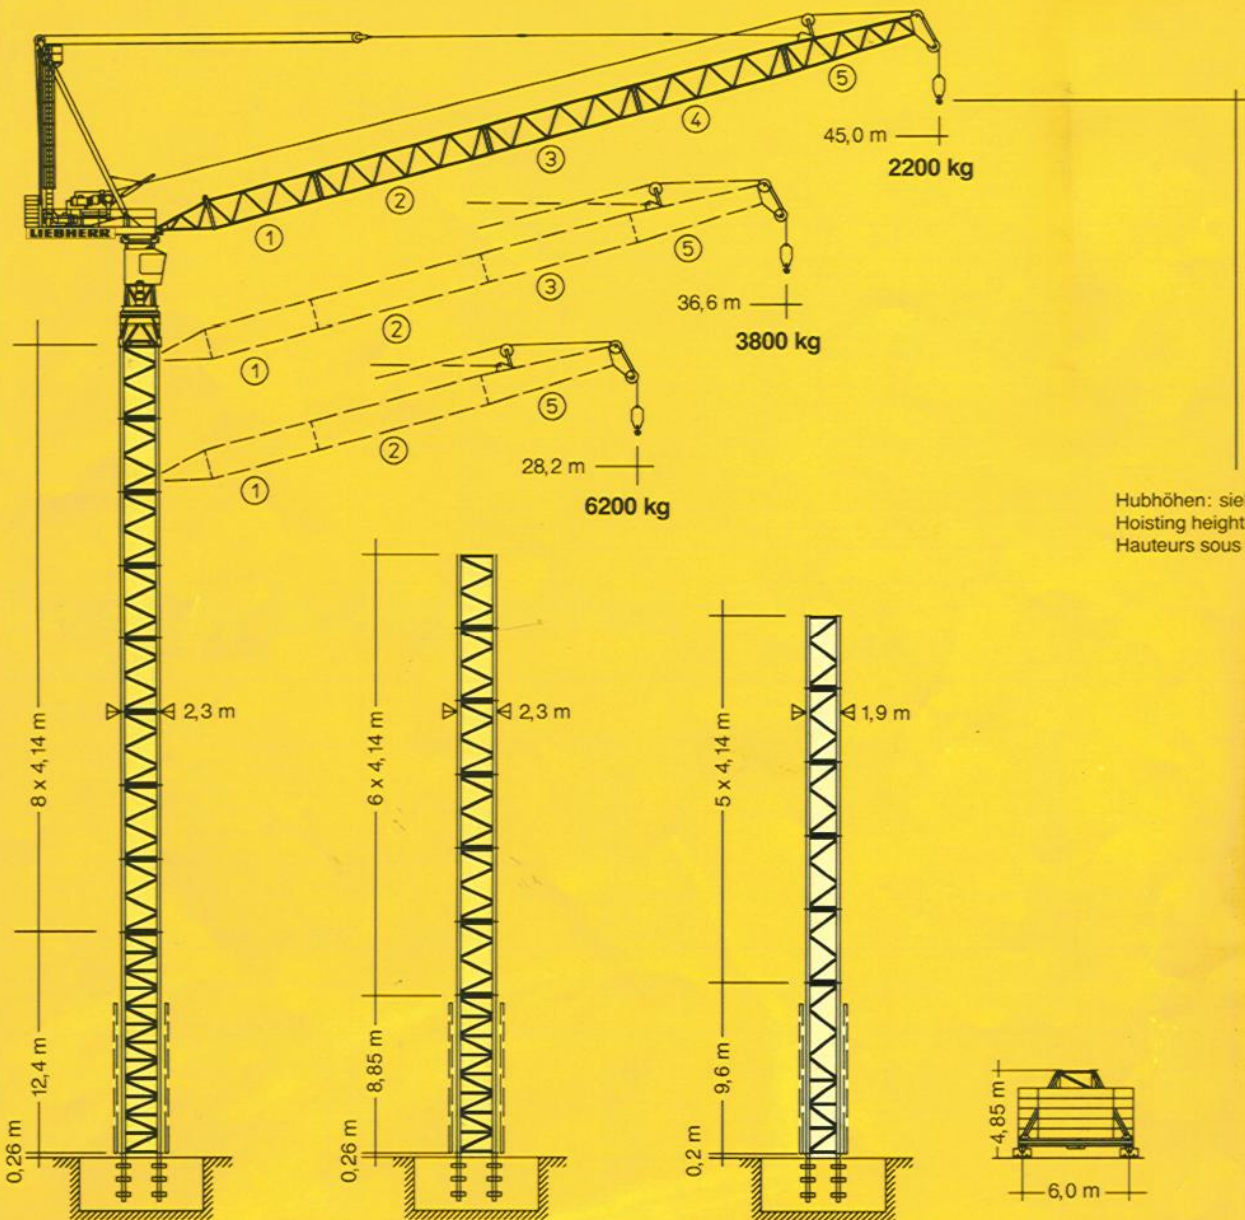 LIEBHERR
①
②
③
④
⑤
45,0 m
2200 kg
①
②
③
⑤
36,6 m
3800 kg
①
②
⑤
28,2 m
6200 kg
Hubhöhen: sie
Hoisting height
Hauteurs sous
8 x 4,14 m
2,3 m
12,4 m
0,26 m
6 x 4,14 m
2,3 m
8,85 m
0,26 m
5 x 4,14 m
1,9 m
9,6 m
0,2 m
4,85 m
6,0 m